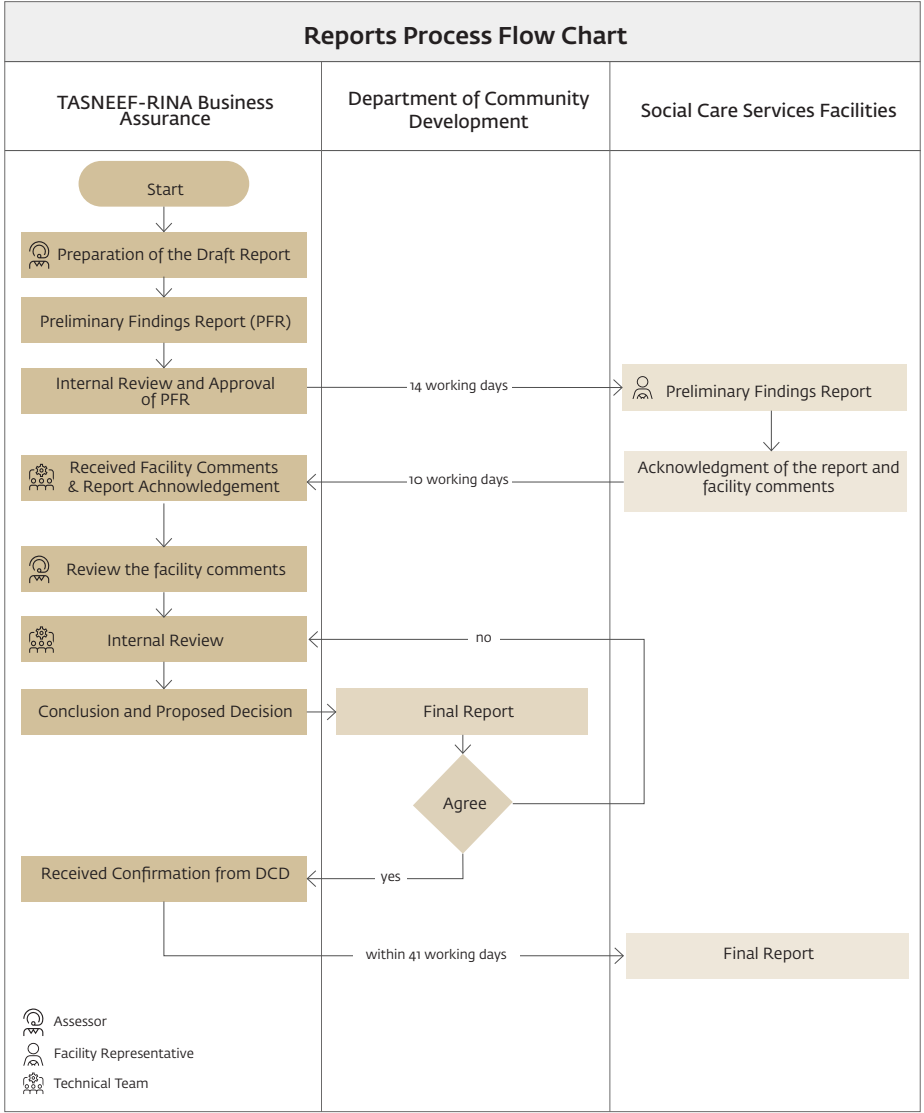 Reports Process Flow Chart
TASNEEF-RINA Business
Assurance
Department of Community
Development
Social Care Services Facilities
Start
Preparation of the Draft Report
Preliminary Findings Report (PFR)
Internal Review and Approval
of PFR
14 working days
Preliminary Findings Report
Acknowledgment of the report and
facility comments
10 working days
Received Facility Comments
& Report Achnowledgement
Review the facility comments
Internal Review
no
Conclusion and Proposed Decision
Final Report
Agree
yes
Received Confirmation from DCD
within 41 working days
Final Report
Assessor
Facility Representative
Technical Team